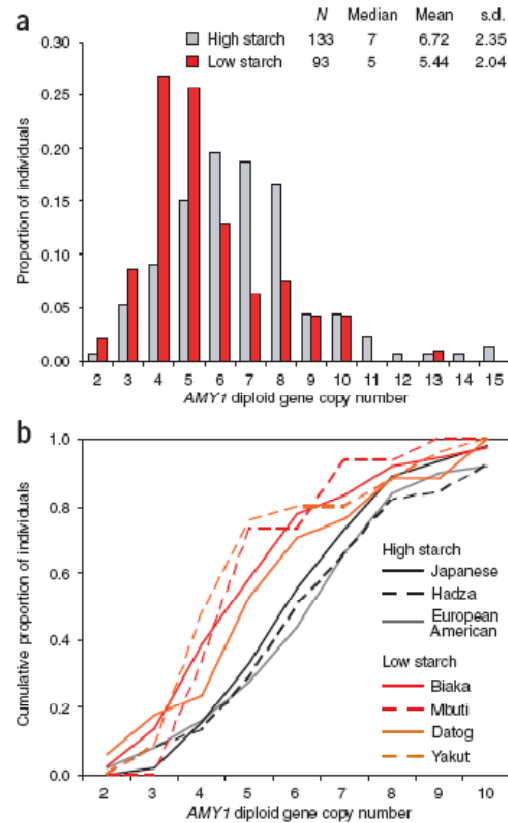 a
N Median Mean s.d.
High starch 133 7 6.72 2.35
Low starch 93 5 5.44 2.04
Proportion of individuals
0.30
0.25
0.20
0.15
0.10
0.05
0.00
2 3 4 5 6 7 8 9 10 11 12 13 14 15
AMY1 diploid gene copy number
b
Cumulative proportion of individuals
1.0
0.8
0.6
0.4
0.2
0.0
High starch
Japanese
Hadza
European
American
Low starch
Biaka
Mbuti
Datog
Yakut
2 3 4 5 6 7 8 9 10
AMY1 diploid gene copy number